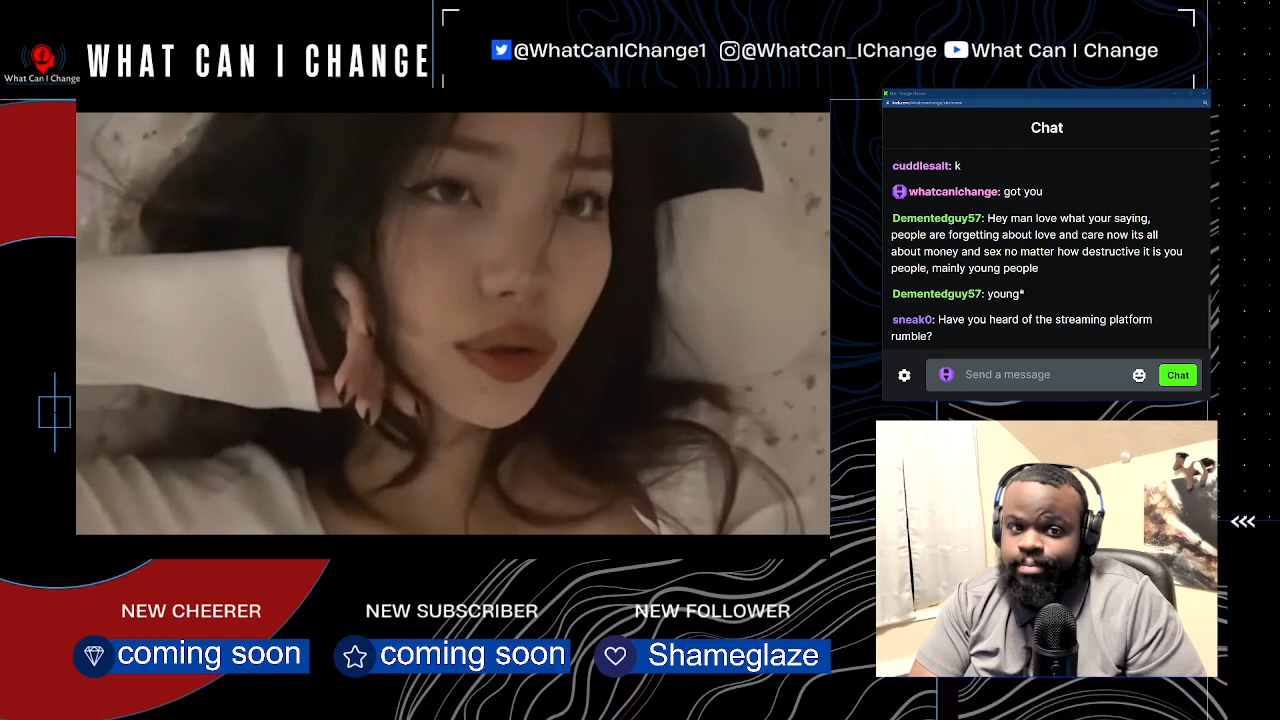 What Can I Change
WHAT CAN I CHANGE
@WhatCanIChange1 @WhatCan_IChange What Can I Change
Chat
cuddlesalt: k
whatcanichange: got you
Dementedguy57: Hey man love what your saying,
people are forgetting about love and care now its all
about money and sex no matter how destructive it is you
people, mainly young people
Dementedguy57: young*
sneak0: Have you heard of the streaming platform
rumble?
Send a message
Chat
NEW CHEERER
NEW SUBSCRIBER
NEW FOLLOWER
coming soon
coming soon
Shameglaze